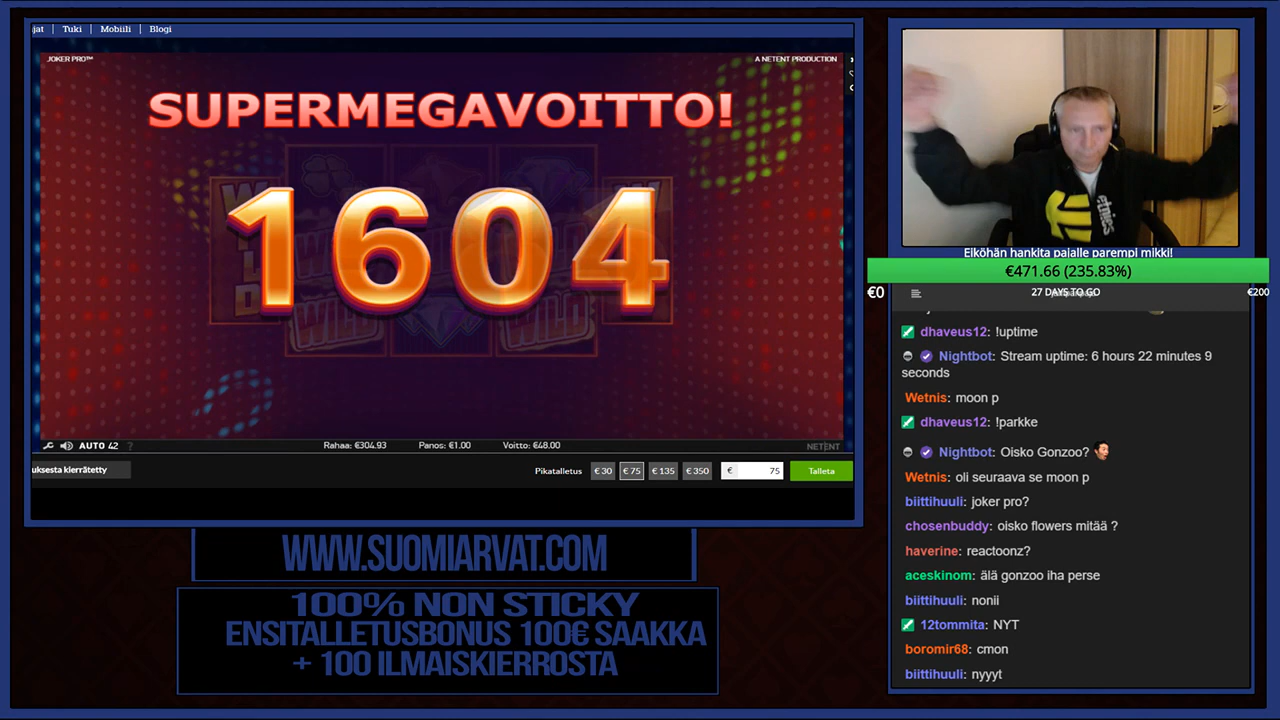 jat | Tuki | Mobiili | Blogi
JOKER PRO™
A NETENT PRODUCTION
SUPERMEGAVOITTO!
1604
WILD
WILD
AUTO 42 ?
Rahaa: €304.93 Panos: €1.00 Voitto: €48.00
NETENT
uksesta kierrätetty
Pikatalletus € 30 € 75 € 135 € 350 € 75 Talleta
WWW.SUOMIARVAT.COM
100% NON STICKY
ENSITALLETUSBONUS 100€ SAAKKA
+ 100 ILMAISKIERROSTA
etnies
Eiköhän hankita pajalle parempi mikki!
€471.66 (235.83%)
€0 27 DAYS TO GO €200
dhaveus12: !uptime
Nightbot: Stream uptime: 6 hours 22 minutes 9
seconds
Wetnis: moon p
dhaveus12: !parkke
Nightbot: Oisko Gonzoo?
Wetnis: oli seuraava se moon p
biittihuuli: joker pro?
chosenbuddy: oisko flowers mitää ?
haverine: reactoonz?
aceskinom: älä gonzoo iha perse
biittihuuli: nonii
12tommita: NYT
boromir68: cmon
biittihuuli: nyyyt